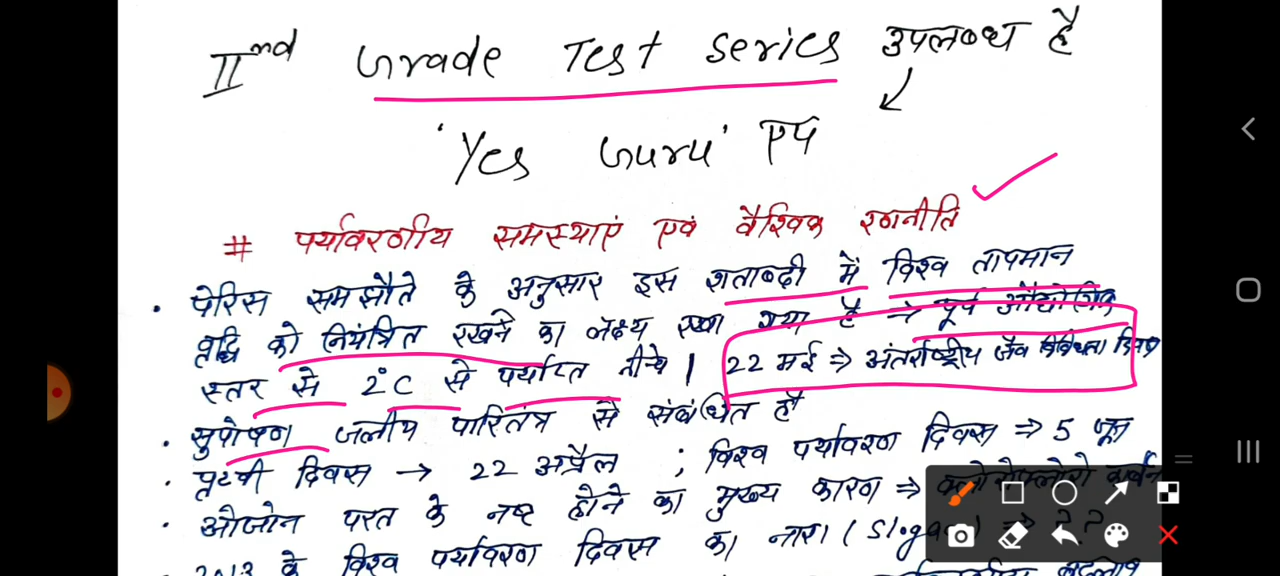 IInd Grade Test Series उपलब्ध है
'Yes Guru' एप
# पर्यावरणीय समस्याएं एवं वैश्विक रणनीति
• पेरिस समझौते के अनुसार इस शताब्दी में विश्व तापमान
वृद्धि को नियंत्रित रखने का लक्ष्य रखा गया है ⇒ पूर्व औद्योगिक
स्तर से 2°C से पर्याप्त नीचे | 22 मई ⇒ अंतर्राष्ट्रीय जैव विविधता दिवस
• सुपोषण जलीय पारितंत्र से संबंधित है
• पृथ्वी दिवस → 22 अप्रैल ; विश्व पर्यावरण दिवस ⇒ 5 जून
• ओजोन परत के नष्ट होने का मुख्य कारण ⇒ क्लोरोफ्लोरो कार्बन
2013 के विश्व पर्यावरण दिवस का नारा (Slogan) ⇒ ??